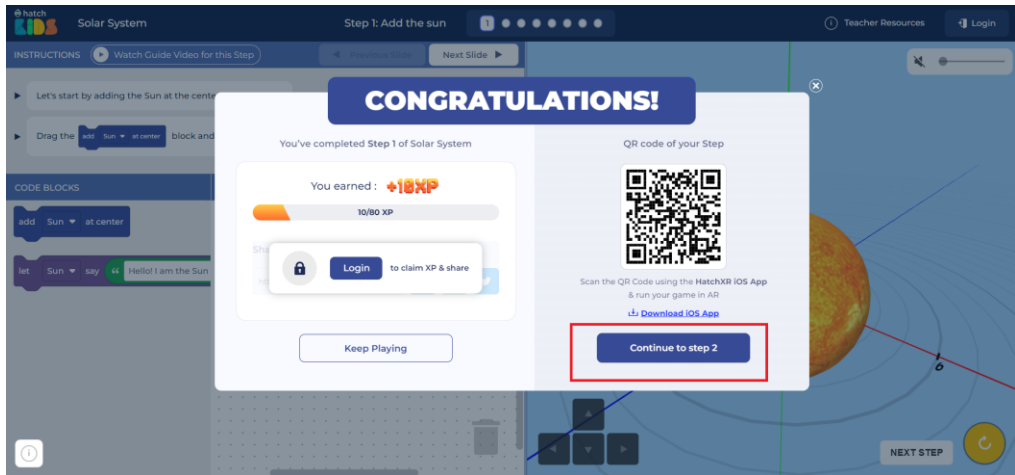 hatch
KIDS
Solar System
Step 1: Add the sun
1
Teacher Resources
Login
INSTRUCTIONS
Watch Guide Video for this Step
Previous Slide
Next Slide
Let's start by adding the Sun at the cente
Drag the add Sun at center block and
CODE BLOCKS
add Sun at center
let Sun say “ Hello! I am the Sun
CONGRATULATIONS!
You've completed Step 1 of Solar System
You earned : +10XP
10/80 XP
Sha
Login to claim XP & share
Keep Playing
QR code of your Step
Scan the QR Code using the HatchXR iOS App
& run your game in AR
Download iOS App
Continue to step 2
NEXT STEP